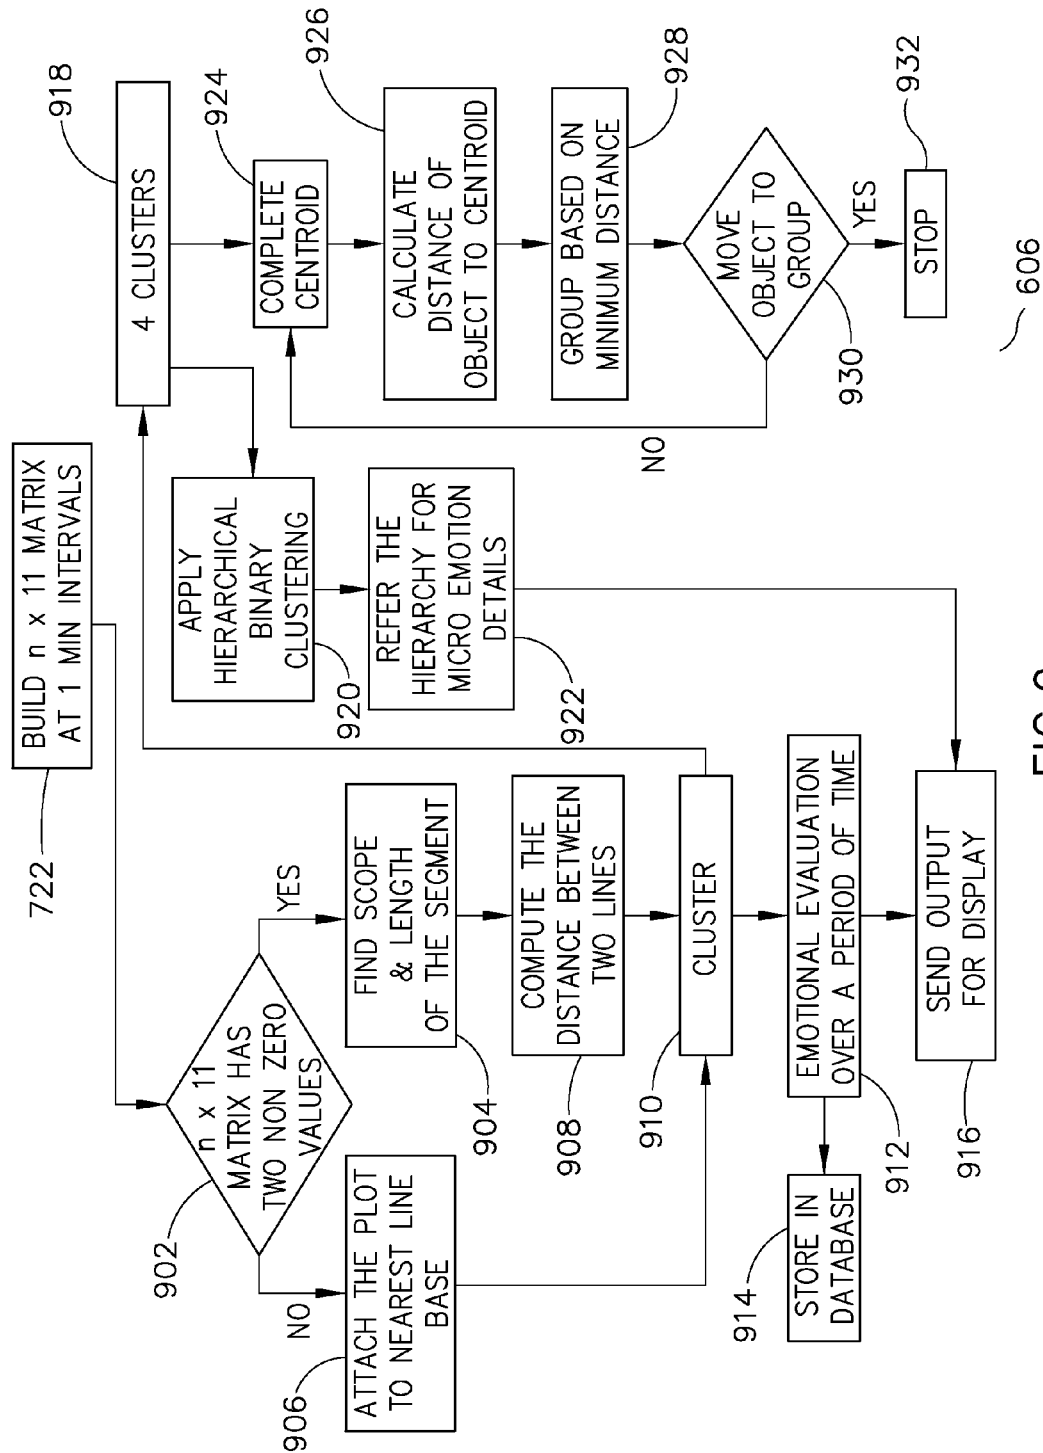 722
BUILD n x 11 MATRIX
AT 1 MIN INTERVALS
902
n x 11
MATRIX HAS
TWO NON ZERO
VALUES
NO
YES
906
ATTACH THE PLOT
TO NEAREST LINE
BASE
FIND SCOPE
& LENGTH
OF THE SEGMENT
904
COMPUTE THE
DISTANCE BETWEEN
TWO LINES
908
CLUSTER
910
EMOTIONAL EVALUATION
OVER A PERIOD OF TIME
912
914
STORE IN
DATABASE
SEND OUTPUT
FOR DISPLAY
916
4 CLUSTERS
918
APPLY
HIERARCHICAL
BINARY
CLUSTERING
920
REFER THE
HIERARCHY FOR
MICRO EMOTION
DETAILS
922
COMPLETE
CENTROID
924
CALCULATE
DISTANCE OF
OBJECT TO CENTROID
926
GROUP BASED ON
MINIMUM DISTANCE
928
MOVE
OBJECT TO
GROUP
930
NO
YES
STOP
932
606